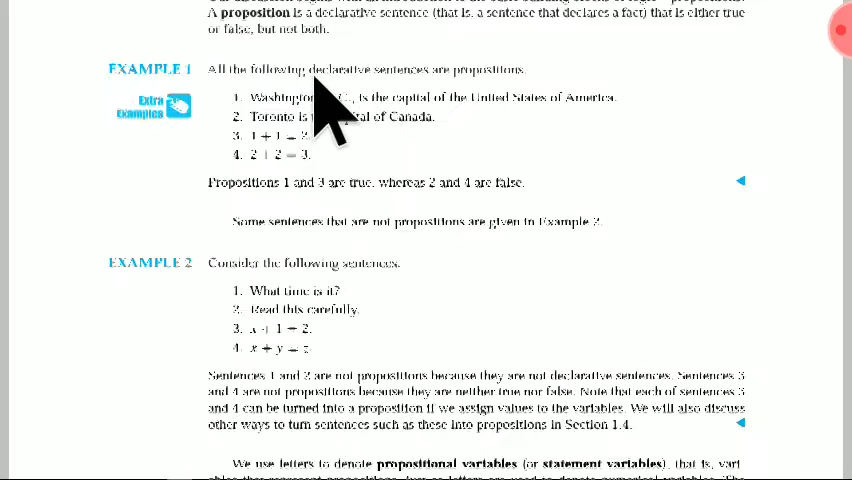 A proposition is a declarative sentence (that is, a sentence that declares a fact) that is either true
or false, but not both.
EXAMPLE 1 All the following declarative sentences are propositions.
Extra
Examples
1. Washington, D.C., is the capital of the United States of America.
2. Toronto is the capital of Canada.
3. 1 + 1 = 2.
4. 2 + 2 = 3.
Propositions 1 and 3 are true, whereas 2 and 4 are false.
Some sentences that are not propositions are given in Example 2.
EXAMPLE 2 Consider the following sentences.
1. What time is it?
2. Read this carefully.
3. x + 1 = 2.
4. x + y = z.
Sentences 1 and 2 are not propositions because they are not declarative sentences. Sentences 3
and 4 are not propositions because they are neither true nor false. Note that each of sentences 3
and 4 can be turned into a proposition if we assign values to the variables. We will also discuss
other ways to turn sentences such as these into propositions in Section 1.4.
We use letters to denote propositional variables (or statement variables), that is, vari